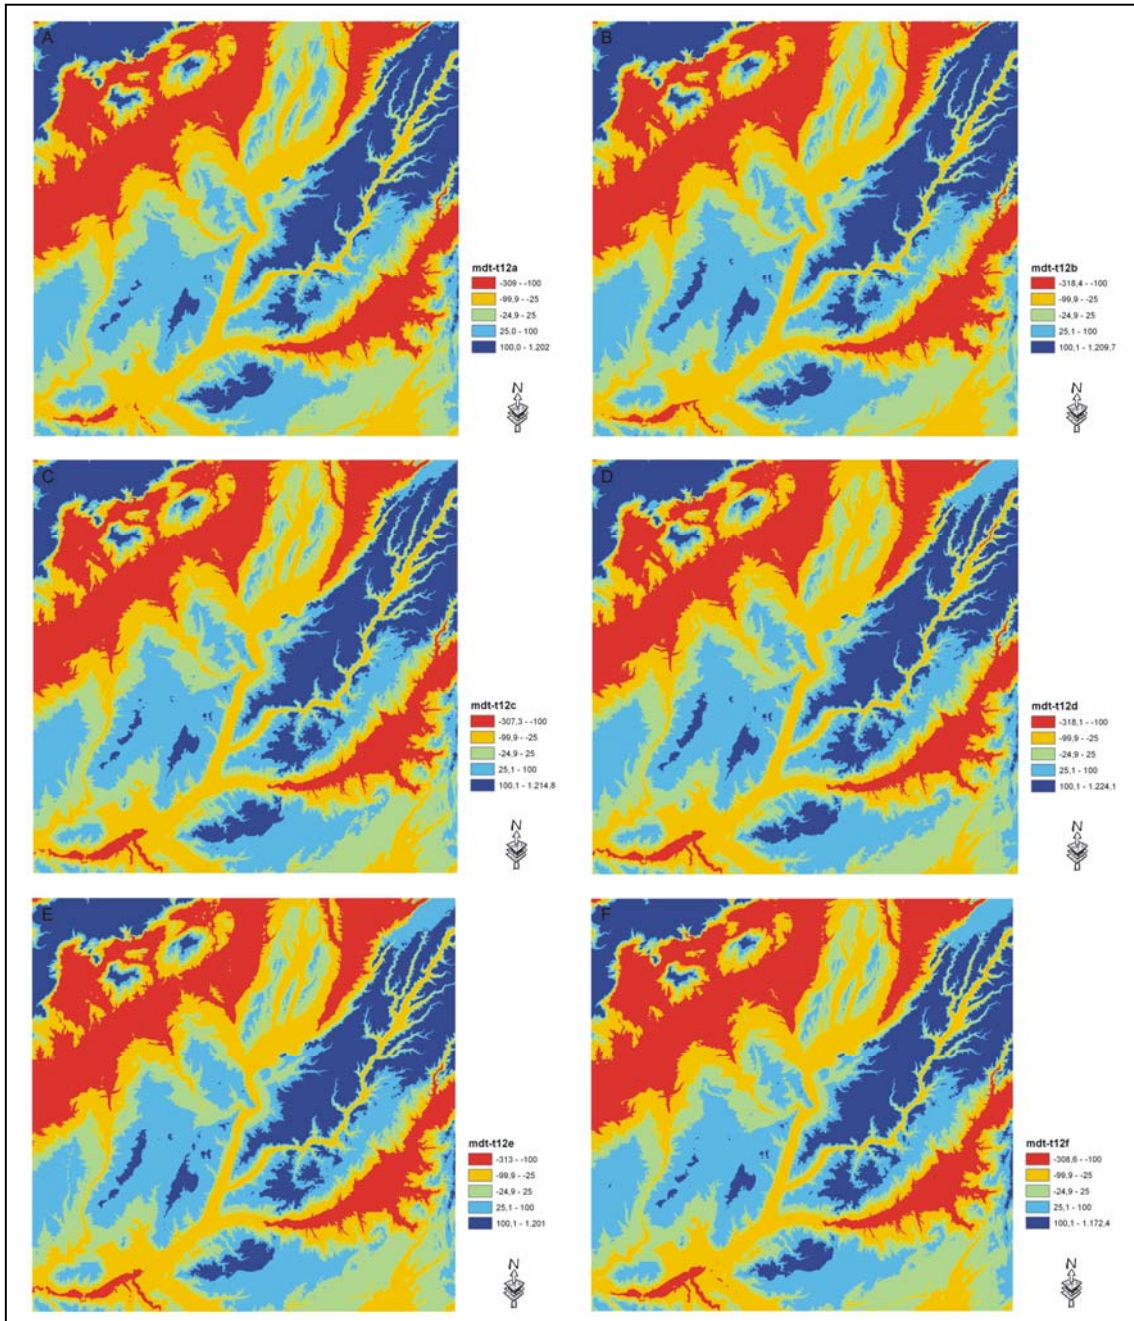 A
B
mdt-t12a
-309 - -100
-99,9 - -25
-24,9 - 25
25,0 - 100
100,0 - 1.202
N
mdt-t12b
-318,4 - -100
-99,9 - -25
-24,9 - 25
25,1 - 100
100,1 - 1.209,7
N
C
D
mdt-t12c
-307,3 - -100
-99,9 - -25
-24,9 - 25
25,1 - 100
100,1 - 1.214,8
N
mdt-t12d
-318,1 - -100
-99,9 - -25
-24,9 - 25
25,1 - 100
100,1 - 1.224,1
N
E
F
mdt-t12e
-313 - -100
-99,9 - -25
-24,9 - 25
25,1 - 100
100,1 - 1.201
N
mdt-t12f
-308,6 - -100
-99,9 - -25
-24,9 - 25
25,1 - 100
100,1 - 1.172,4
N